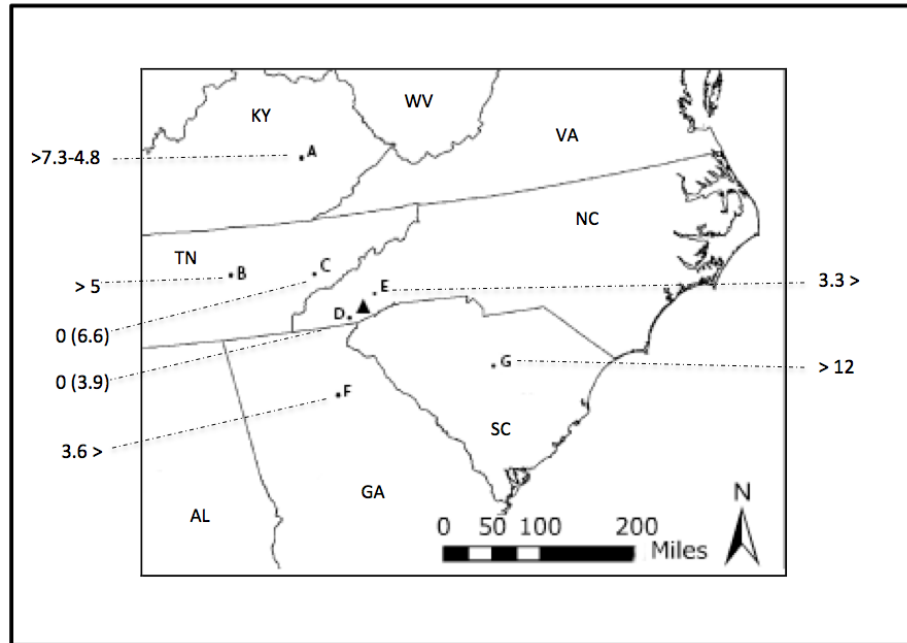 WV
KY
VA
>7.3-4.8
A
NC
TN
C
B
> 5
E
3.3 >
D
0 (6.6)
G
> 12
0 (3.9)
F
SC
3.6 >
GA
N
AL
0 50 100 200
Miles